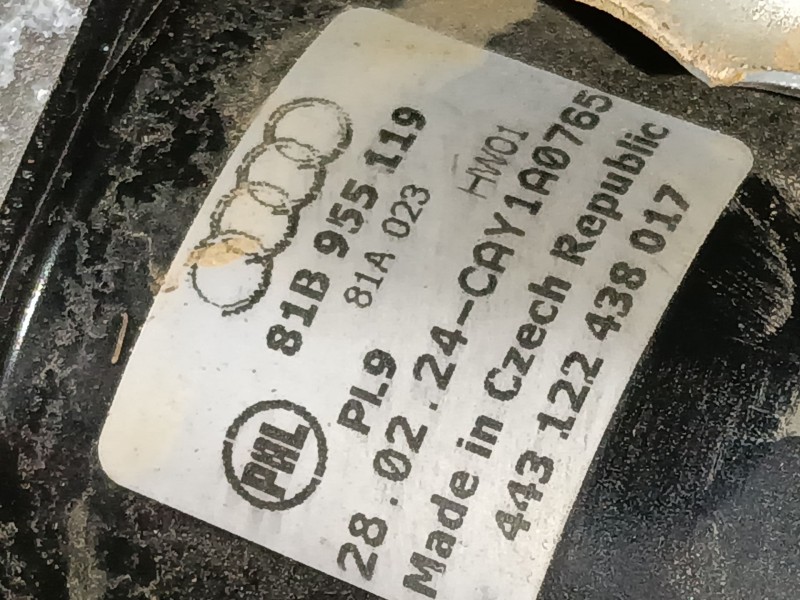 81B 955 119
81A 023
HW01
PHL
PL9
28.02.24-CAY1A0765
Made in Czech Republic
443 122 438 017